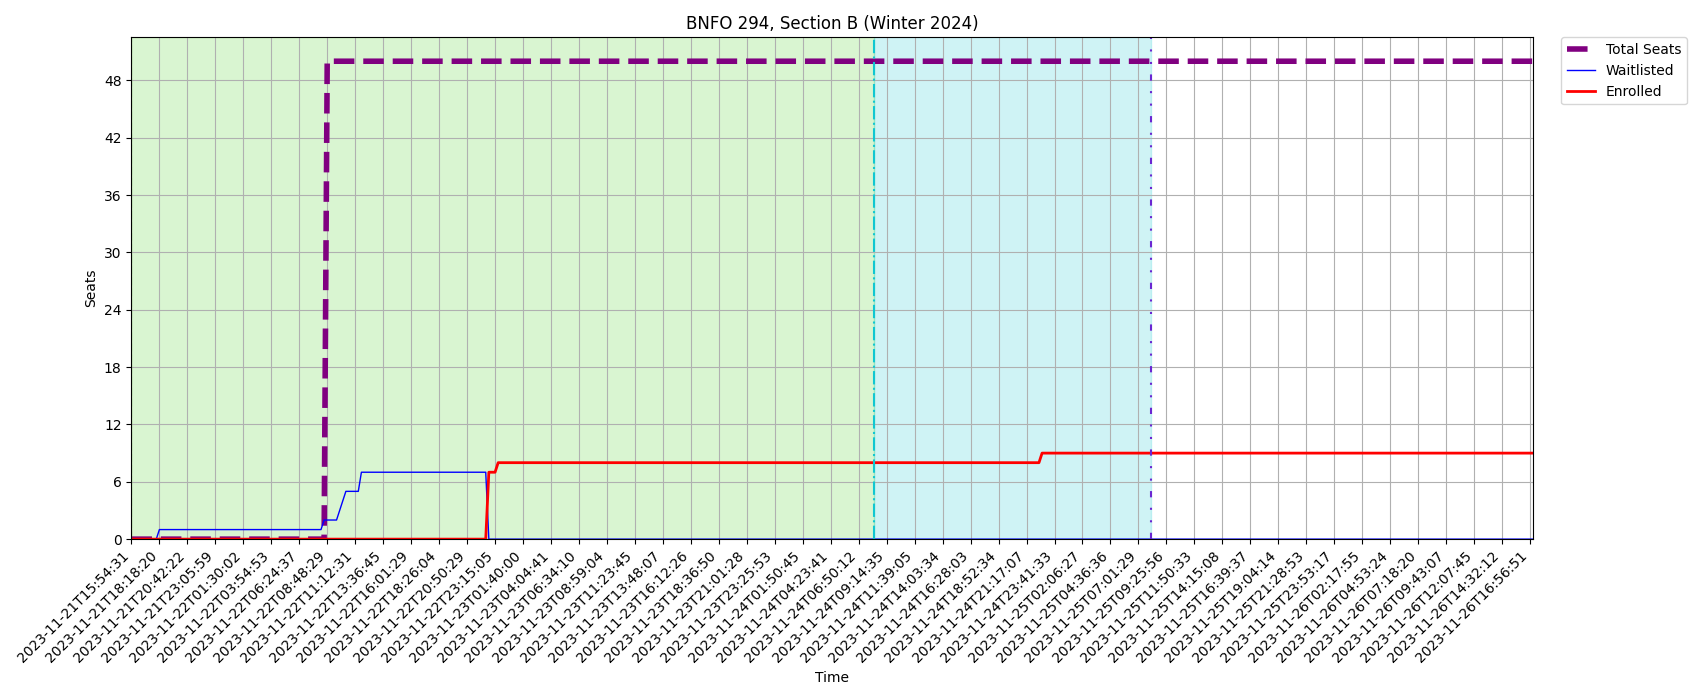 BNFO 294, Section B (Winter 2024)
Total Seats
Waitlisted
Enrolled
Seats
48
42
36
30
24
18
12
6
0
2023-11-21T15:54:31
2023-11-21T18:18:20
2023-11-21T20:42:22
2023-11-21T23:05:59
2023-11-22T01:30:02
2023-11-22T03:54:53
2023-11-22T06:24:37
2023-11-22T08:48:29
2023-11-22T11:12:31
2023-11-22T13:36:45
2023-11-22T16:01:29
2023-11-22T18:26:04
2023-11-22T20:50:29
2023-11-22T23:15:05
2023-11-23T01:40:00
2023-11-23T04:04:41
2023-11-23T06:34:10
2023-11-23T08:59:04
2023-11-23T11:23:45
2023-11-23T13:48:07
2023-11-23T16:12:26
2023-11-23T18:36:50
2023-11-23T21:01:28
2023-11-23T23:25:53
2023-11-24T01:50:45
2023-11-24T04:23:41
2023-11-24T06:50:12
2023-11-24T09:14:35
2023-11-24T11:39:05
2023-11-24T14:03:34
2023-11-24T16:28:03
2023-11-24T18:52:34
2023-11-24T21:17:07
2023-11-24T23:41:33
2023-11-25T02:06:27
2023-11-25T04:36:36
2023-11-25T07:01:29
2023-11-25T09:25:56
2023-11-25T11:50:33
2023-11-25T14:15:08
2023-11-25T16:39:37
2023-11-25T19:04:14
2023-11-25T21:28:53
2023-11-25T23:53:17
2023-11-26T02:17:55
2023-11-26T04:53:24
2023-11-26T07:18:20
2023-11-26T09:43:07
2023-11-26T12:07:45
2023-11-26T14:32:12
2023-11-26T16:56:51
Time